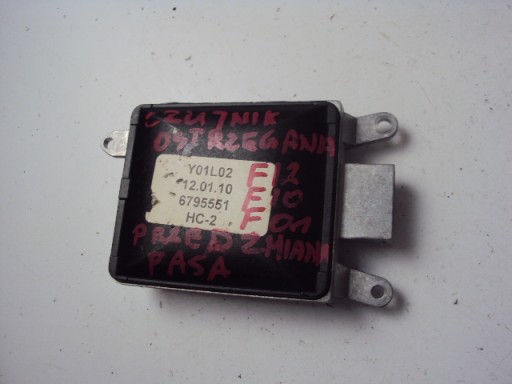 CZUJNIK
OSTRZEGANIA
Y01L02 F12
12.01.10
6795551 F10
HC-2 F01
PRZED ZMIANĄ
PASA